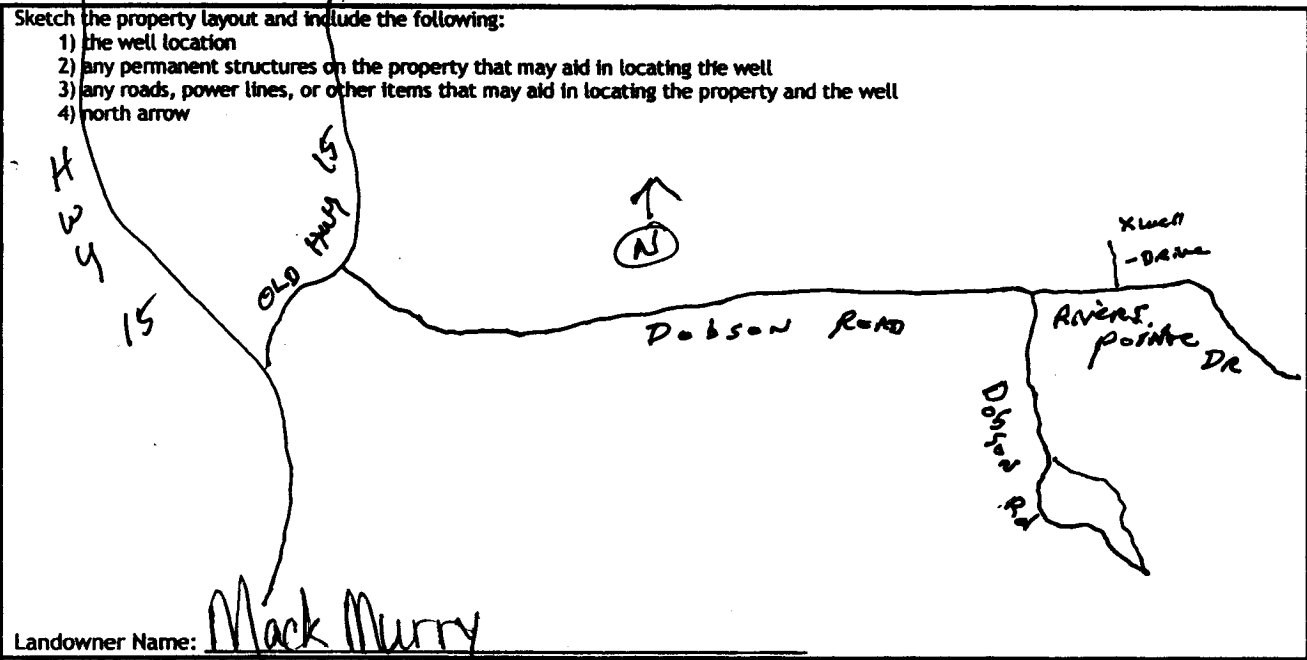 Sketch the property layout and include the following:
1) the well location
2) any permanent structures on the property that may aid in locating the well
3) any roads, power lines, or other items that may aid in locating the property and the well
4) north arrow
HWY 15
OLD HWY 15
N
X well
- DRIVE
DobsoN ROAD
RIVERS pointe DR
Dobson Rd
Landowner Name: Mack Murry